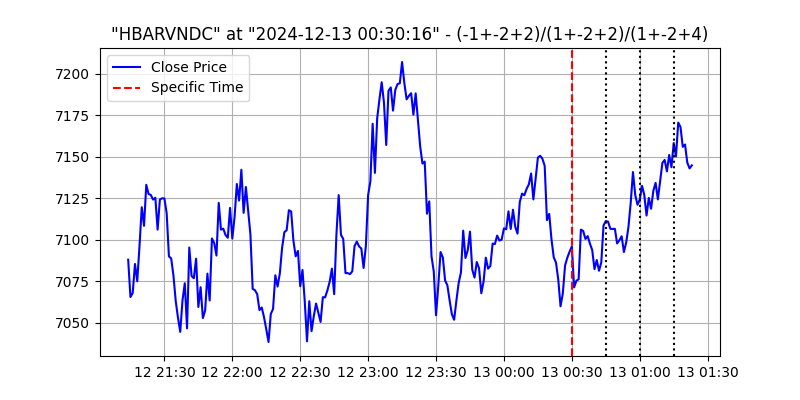 "HBARVNDC" at "2024-12-13 00:30:16" - (-1+-2+2)/(1+-2+2)/(1+-2+4)
Close Price
Specific Time
7200
7175
7150
7125
7100
7075
7050
12 21:30 12 22:00 12 22:30 12 23:00 12 23:30 13 00:00 13 00:30 13 01:00 13 01:30